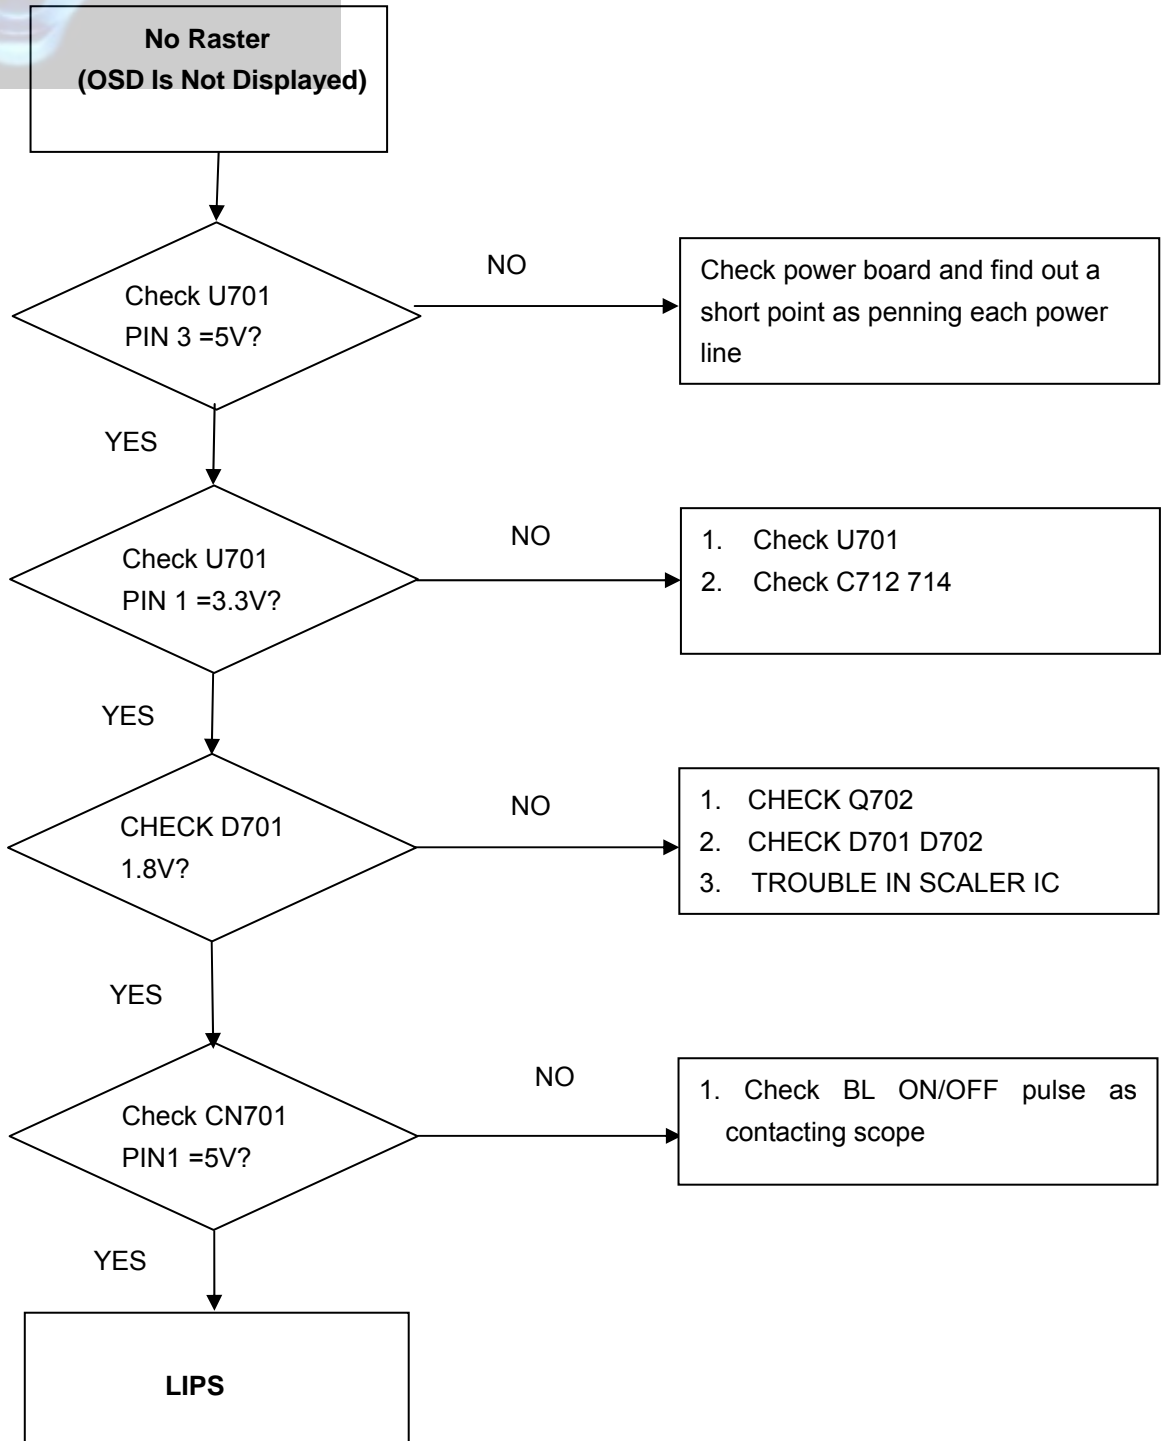 No Raster
(OSD Is Not Displayed)
Check U701
PIN 3 =5V?
NO
Check power board and find out a
short point as penning each power
line
YES
Check U701
PIN 1 =3.3V?
NO
1. Check U701
2. Check C712 714
YES
CHECK D701
1.8V?
NO
1. CHECK Q702
2. CHECK D701 D702
3. TROUBLE IN SCALER IC
YES
Check CN701
PIN1 =5V?
NO
1. Check BL ON/OFF pulse as
contacting scope
YES
LIPS